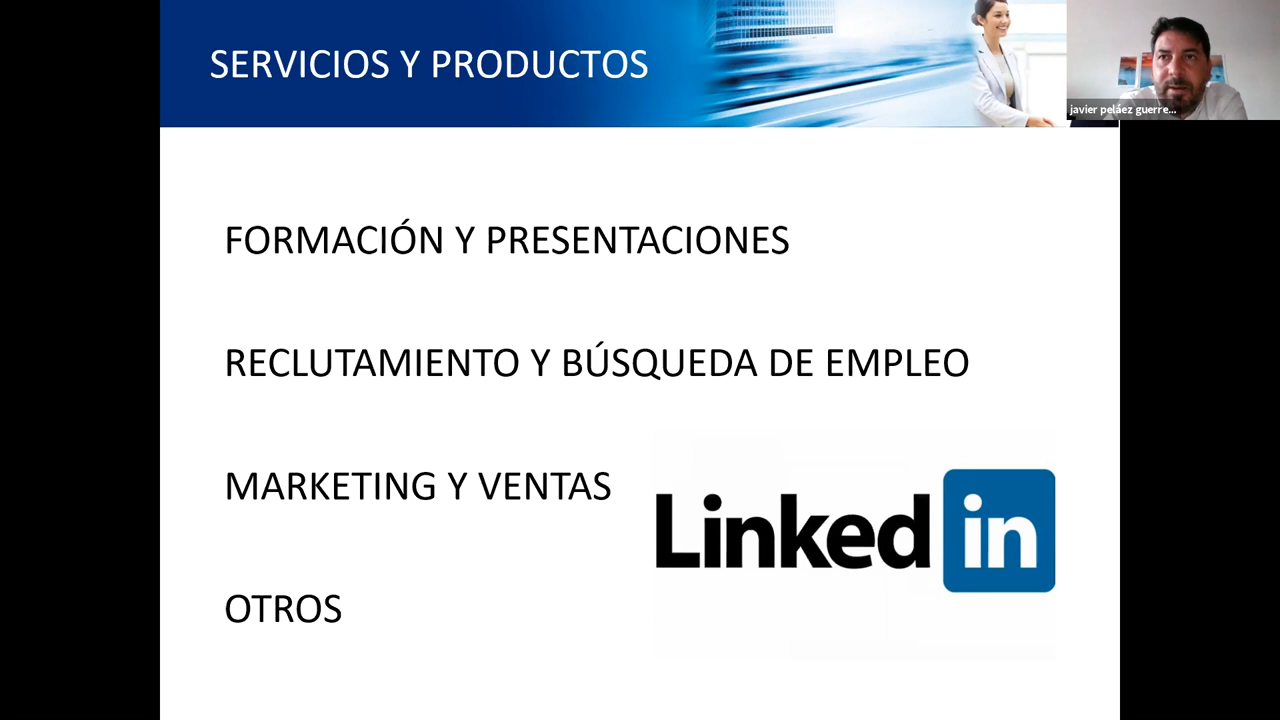 SERVICIOS Y PRODUCTOS
javier peláez guerre...
FORMACIÓN Y PRESENTACIONES
RECLUTAMIENTO Y BÚSQUEDA DE EMPLEO
MARKETING Y VENTAS
Linked in
OTROS